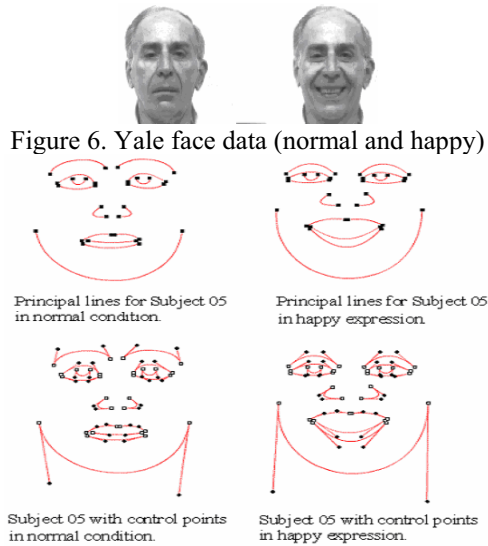 Figure 6. Yale face data (normal and happy)
Principal lines for Subject 05
in normal condition.
Principal lines for Subject 05
in happy expression.
Subject 05 with control points
in normal condition.
Subject 05 with control points
in happy expression.